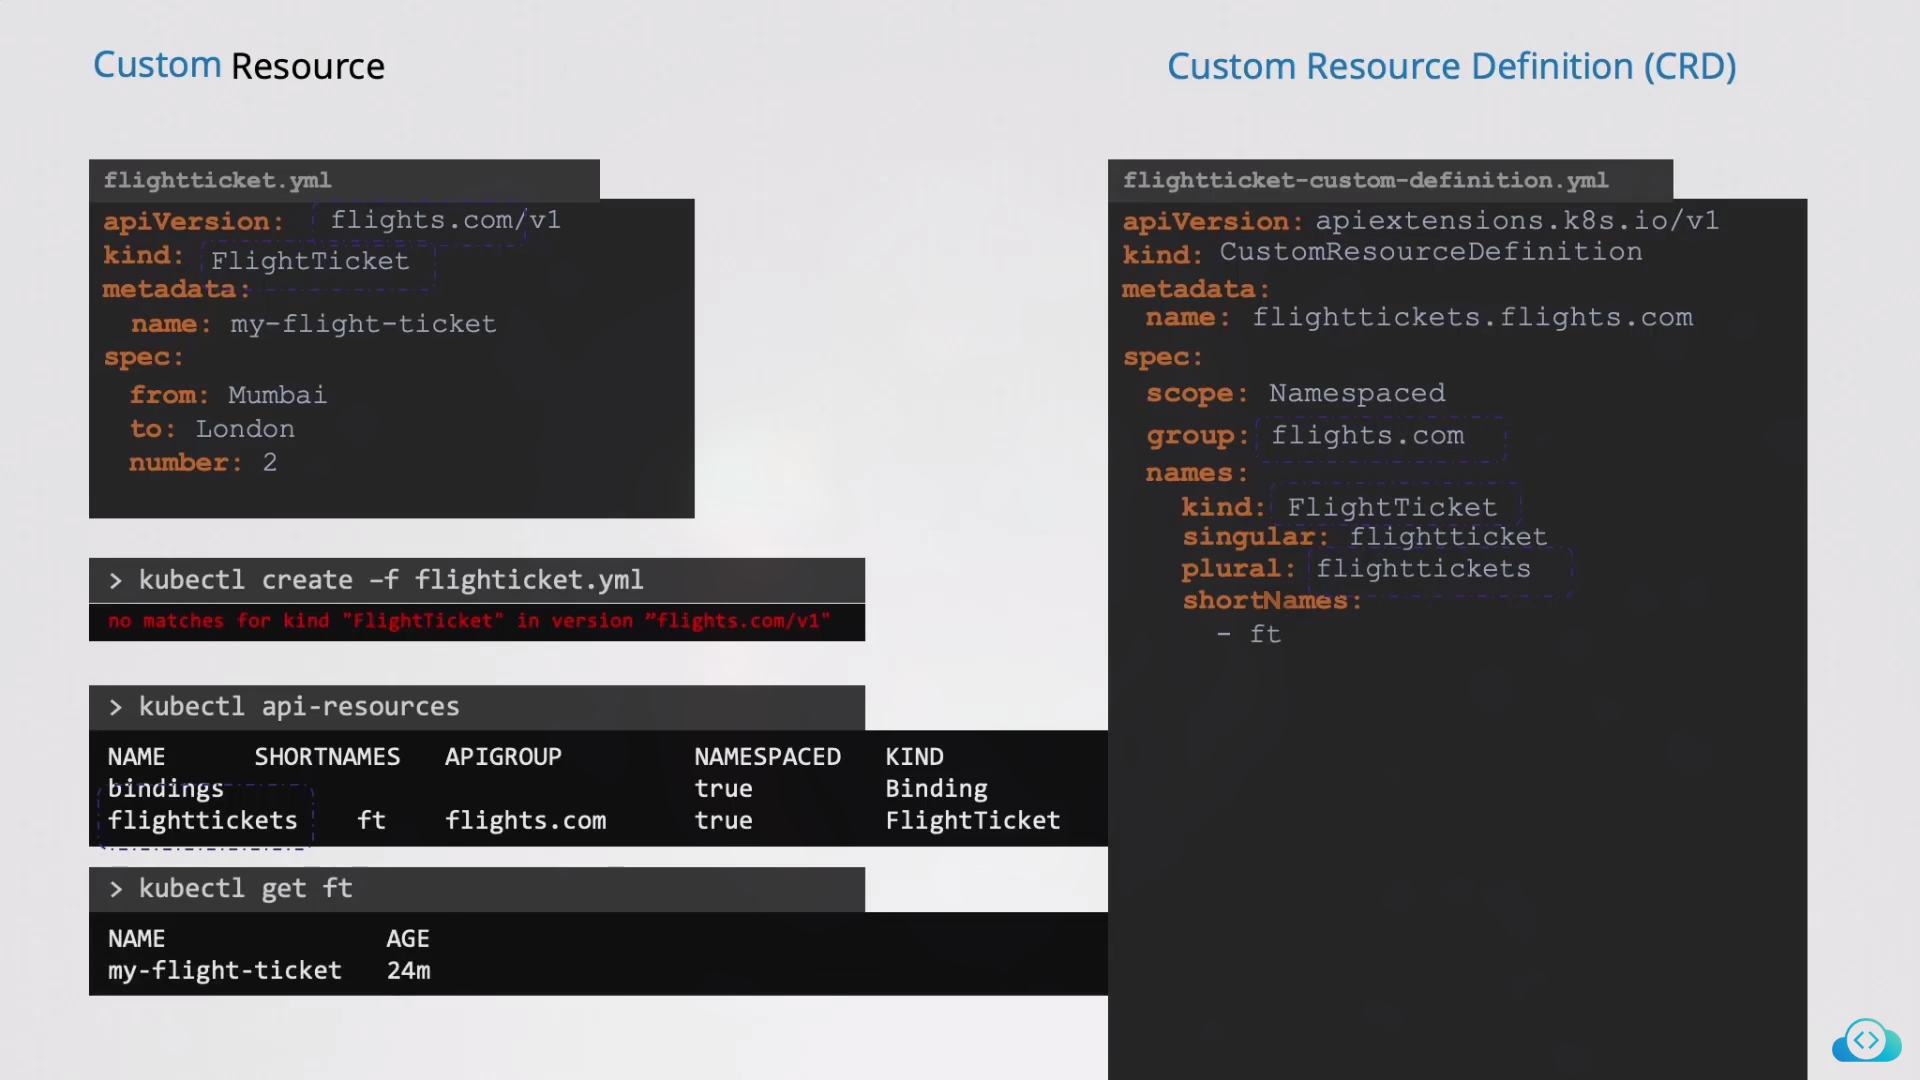 Custom Resource
flightticket.yml
apiVersion: flights.com/v1
kind: FlightTicket
metadata:
name: my-flight-ticket
spec:
from: Mumbai
to: London
number: 2
> kubectl create –f flighticket.yml
no matches for kind "FlightTicket" in version ”flights.com/v1"
> kubectl api-resources
NAME SHORTNAMES APIGROUP NAMESPACED KIND
bindings true Binding
flighttickets ft flights.com true FlightTicket
> kubectl get ft
NAME AGE
my-flight-ticket 24m
Custom Resource Definition (CRD)
flightticket-custom-definition.yml
apiVersion: apiextensions.k8s.io/v1
kind: CustomResourceDefinition
metadata:
name: flighttickets.flights.com
spec:
scope: Namespaced
group: flights.com
names:
kind: FlightTicket
singular: flightticket
plural: flighttickets
shortNames:
- ft